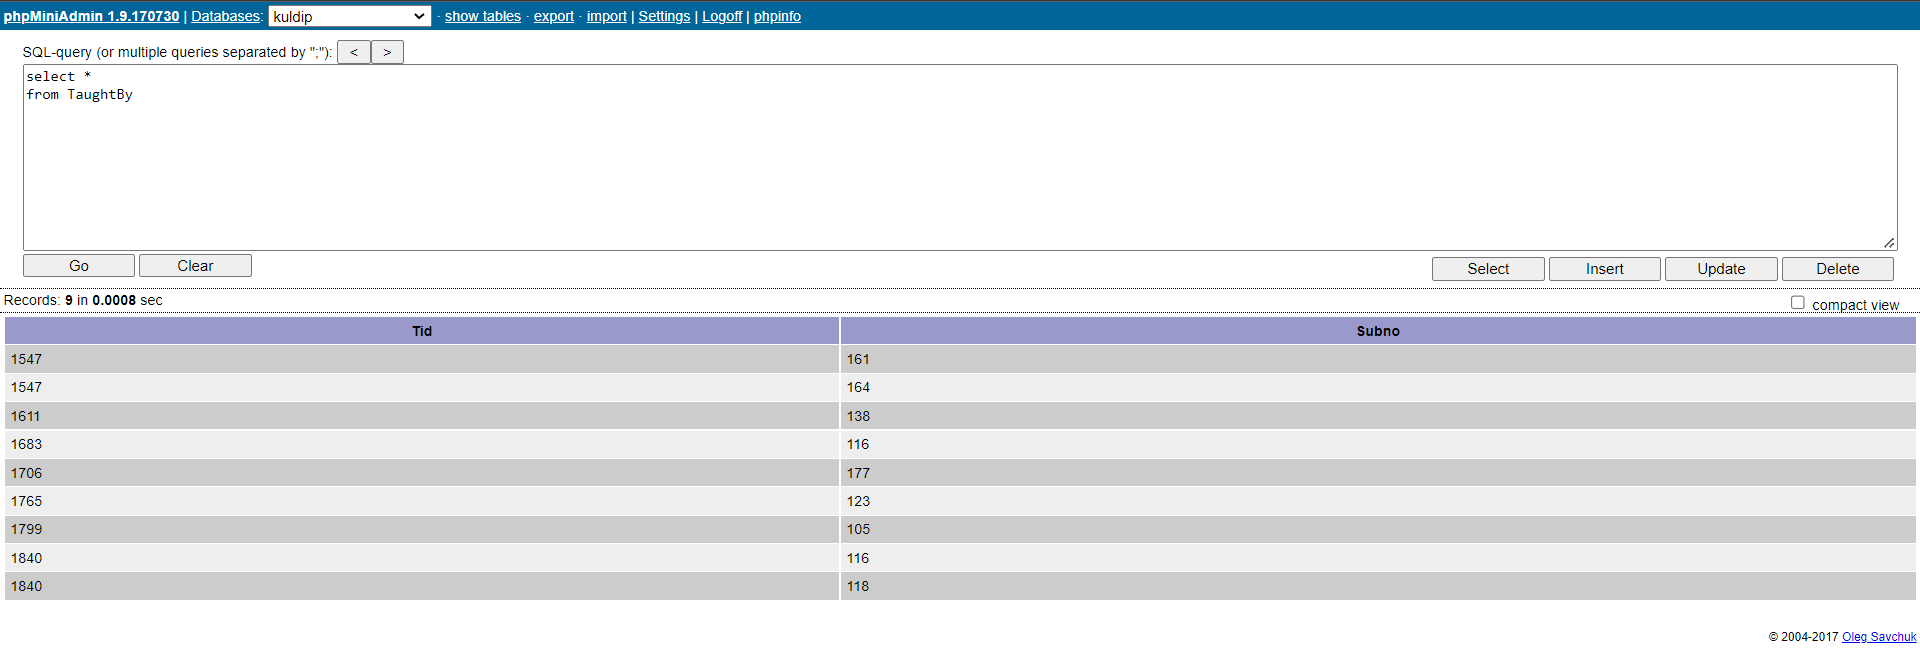 phpMiniAdmin 1.9.170730 | Databases: kuldip · show tables · export · import | Settings | Logoff | phpinfo
SQL-query (or multiple queries separated by ";"): < >
select *
from TaughtBy
Go Clear Select Insert Update Delete
Records: 9 in 0.0008 sec compact view
Tid Subno
1547 161
1547 164
1611 138
1683 116
1706 177
1765 123
1799 105
1840 116
1840 118
© 2004-2017 Oleg Savchuk